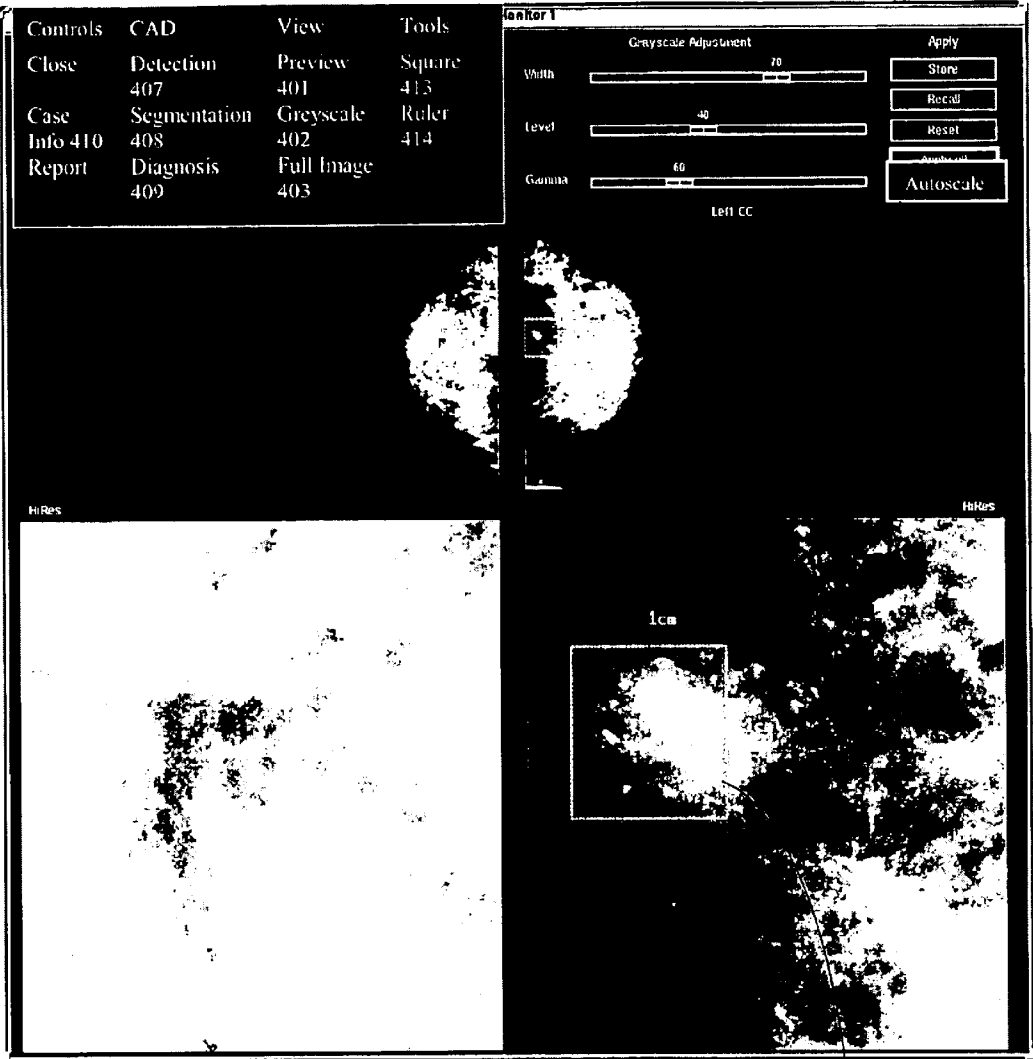 Controls CAD View Tools
Close Detection Preview Square
407 401 413
Case Segmentation Greyscale Ruler
Info 410 408 402 414
Report Diagnosis Full Image
409 403
Monitor 1
Grayscale Adjustment Apply
Width 70 Store
Recall
Level 40 Reset
Gamma 60
Autoscale
Left CC
HiRes HiRes
1cm